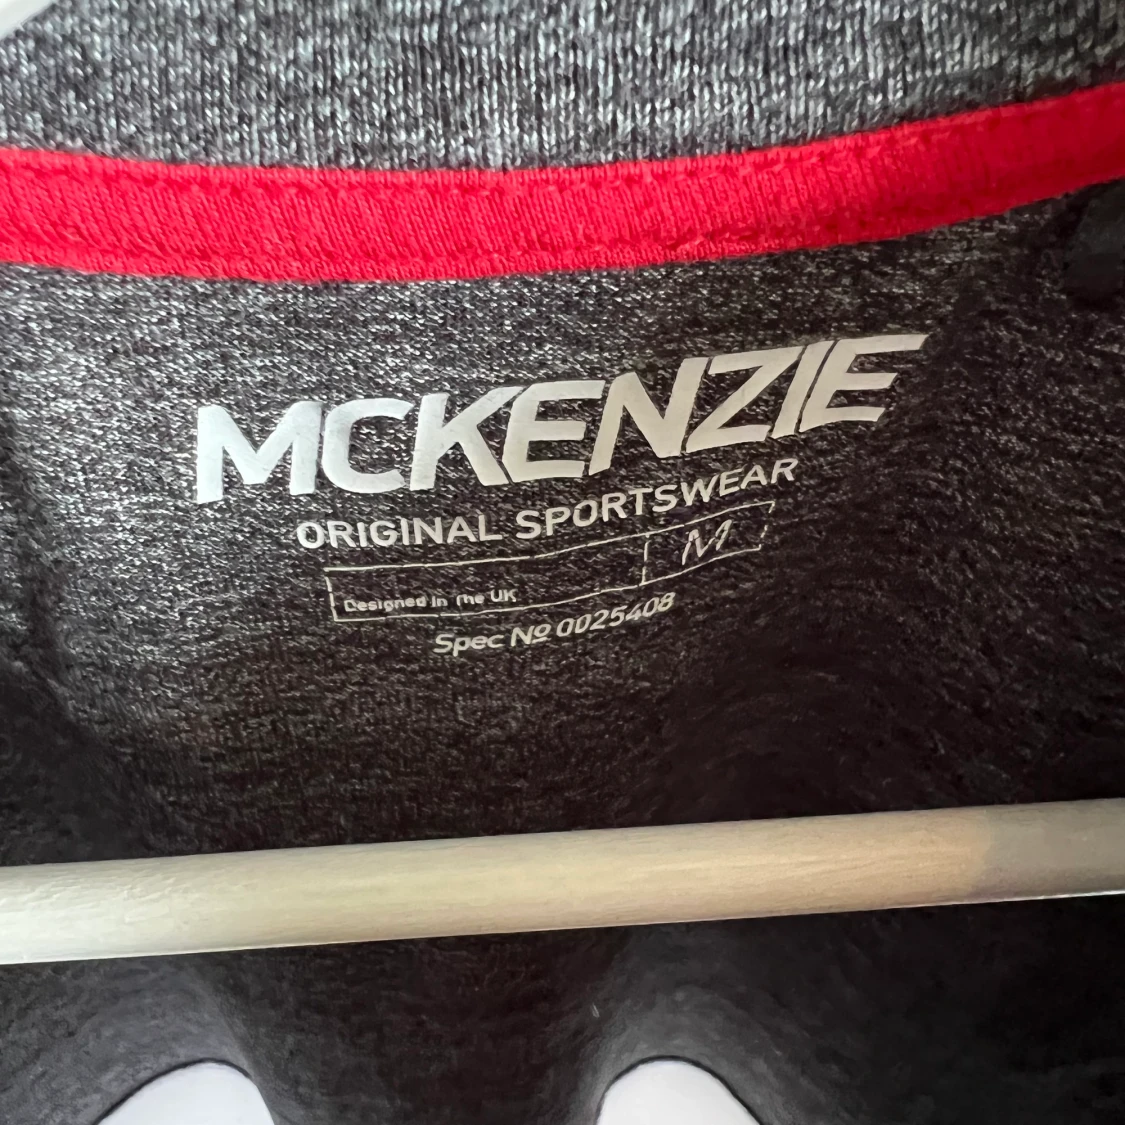 MCKENZIE
ORIGINAL SPORTSWEAR
Designed In The UK M
Spec Nº 0025408